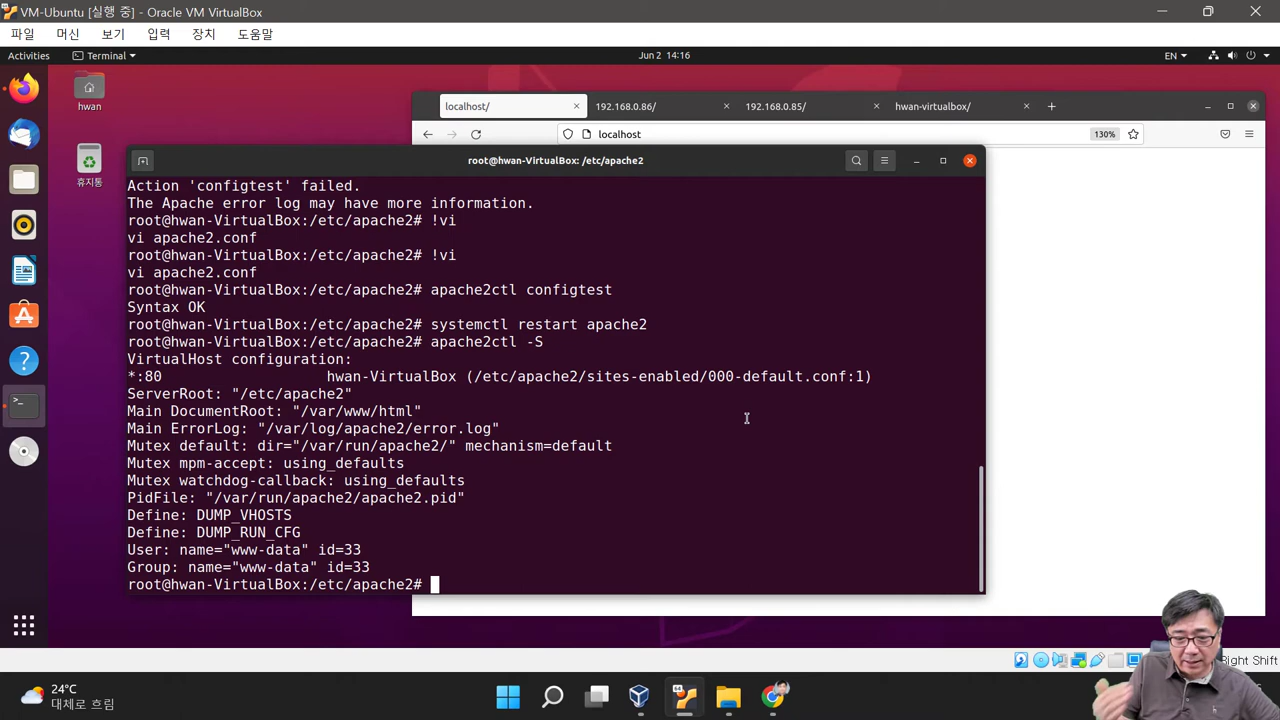 VM-Ubuntu [실행 중] - Oracle VM VirtualBox
파일 머신 보기 입력 장치 도움말
Activities Terminal Jun 2 14:16 EN
hwan
휴지통
localhost/ 192.168.0.86/ 192.168.0.85/ hwan-virtualbox/
localhost 130%
root@hwan-VirtualBox: /etc/apache2
Action 'configtest' failed.
The Apache error log may have more information.
root@hwan-VirtualBox:/etc/apache2# !vi
vi apache2.conf
root@hwan-VirtualBox:/etc/apache2# !vi
vi apache2.conf
root@hwan-VirtualBox:/etc/apache2# apache2ctl configtest
Syntax OK
root@hwan-VirtualBox:/etc/apache2# systemctl restart apache2
root@hwan-VirtualBox:/etc/apache2# apache2ctl -S
VirtualHost configuration:
*:80 hwan-VirtualBox (/etc/apache2/sites-enabled/000-default.conf:1)
ServerRoot: "/etc/apache2"
Main DocumentRoot: "/var/www/html"
Main ErrorLog: "/var/log/apache2/error.log"
Mutex default: dir="/var/run/apache2/" mechanism=default
Mutex mpm-accept: using_defaults
Mutex watchdog-callback: using_defaults
PidFile: "/var/run/apache2/apache2.pid"
Define: DUMP_VHOSTS
Define: DUMP_RUN_CFG
User: name="www-data" id=33
Group: name="www-data" id=33
root@hwan-VirtualBox:/etc/apache2#
Right Shift
24°C
대체로 흐림